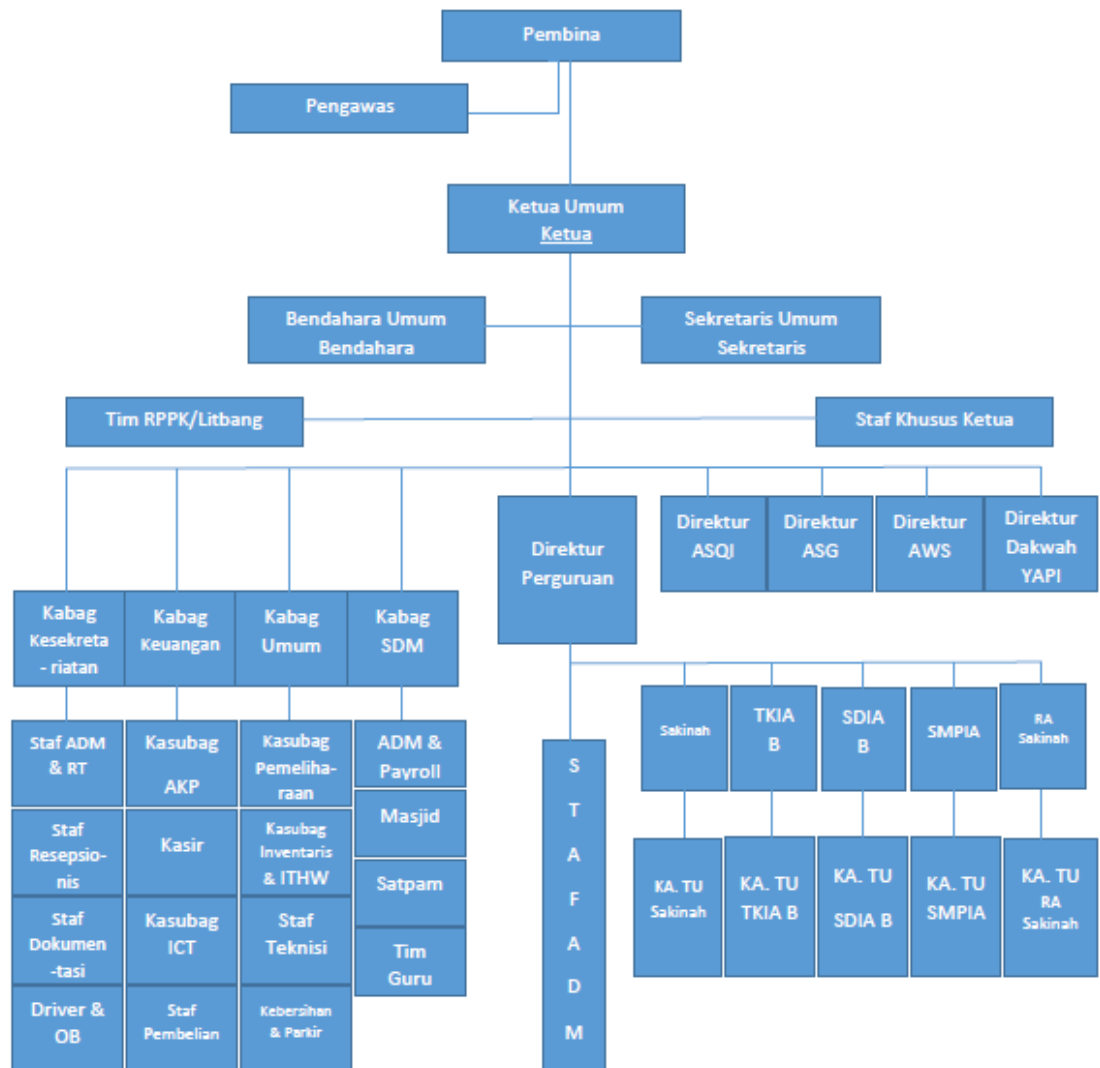 Pembina
Pengawas
Ketua Umum
Ketua
Bendahara Umum
Bendahara
Sekretaris Umum
Sekretaris
Tim RPPK/Litbang
Staf Khusus Ketua
Direktur
Perguruan
Direktur
ASQI
Direktur
ASG
Direktur
AWS
Direktur
Dakwah
YAPI
Kabag
Kesekreta
- riatan
Kabag
Keuangan
Kabag
Umum
Kabag
SDM
Staf ADM
& RT
Staf
Resepsio-
nis
Staf
Dokumen
-tasi
Driver &
OB
Kasubag
AKP
Kasir
Kasubag
ICT
Staf
Pembelian
Kasubag
Pemeliha-
raan
Kasubag
Inventaris
& ITHW
Staf
Teknisi
Kebersihan
& Parkir
ADM &
Payroll
Masjid
Satpam
Tim
Guru
S
T
A
F
A
D
M
Sakinah
TKIA
B
SDIA
B
SMPIA
RA
Sakinah
KA. TU
Sakinah
KA. TU
TKIA B
KA. TU
SDIA B
KA. TU
SMPIA
KA. TU
RA
Sakinah